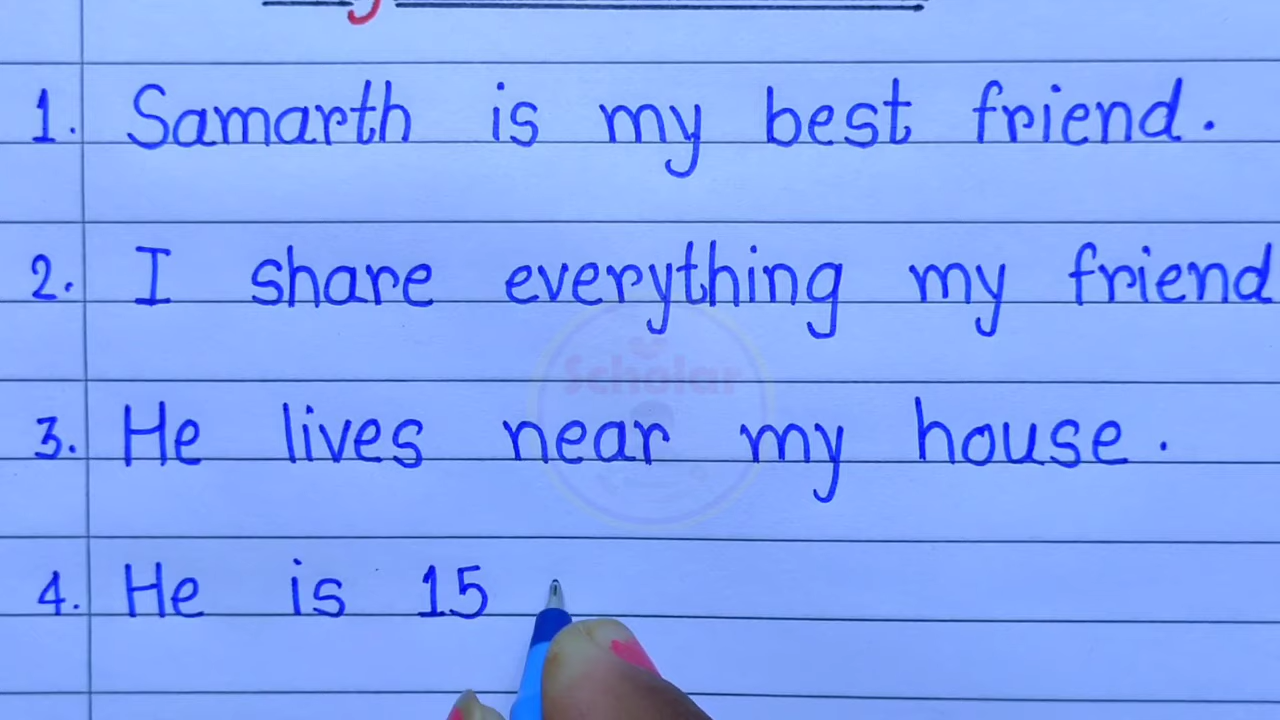 1. Samarth is my best friend.
2. I share everything my friend
3. He lives near my house.
4. He is 15
Scholar